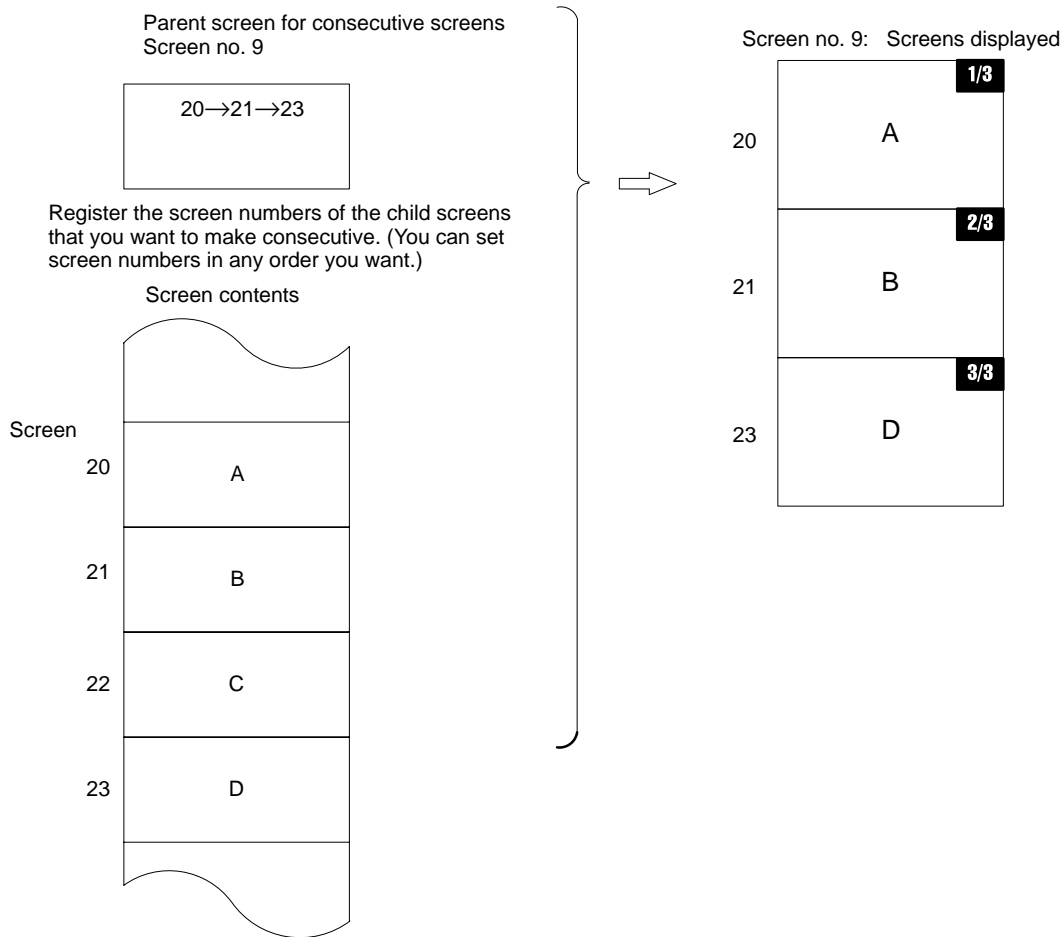 Parent screen for consecutive screens
Screen no. 9
20→21→23
Register the screen numbers of the child screens
that you want to make consecutive. (You can set
screen numbers in any order you want.)
Screen contents
Screen
20
A
21
B
22
C
23
D
Screen no. 9: Screens displayed
1/3
20
A
2/3
21
B
3/3
23
D